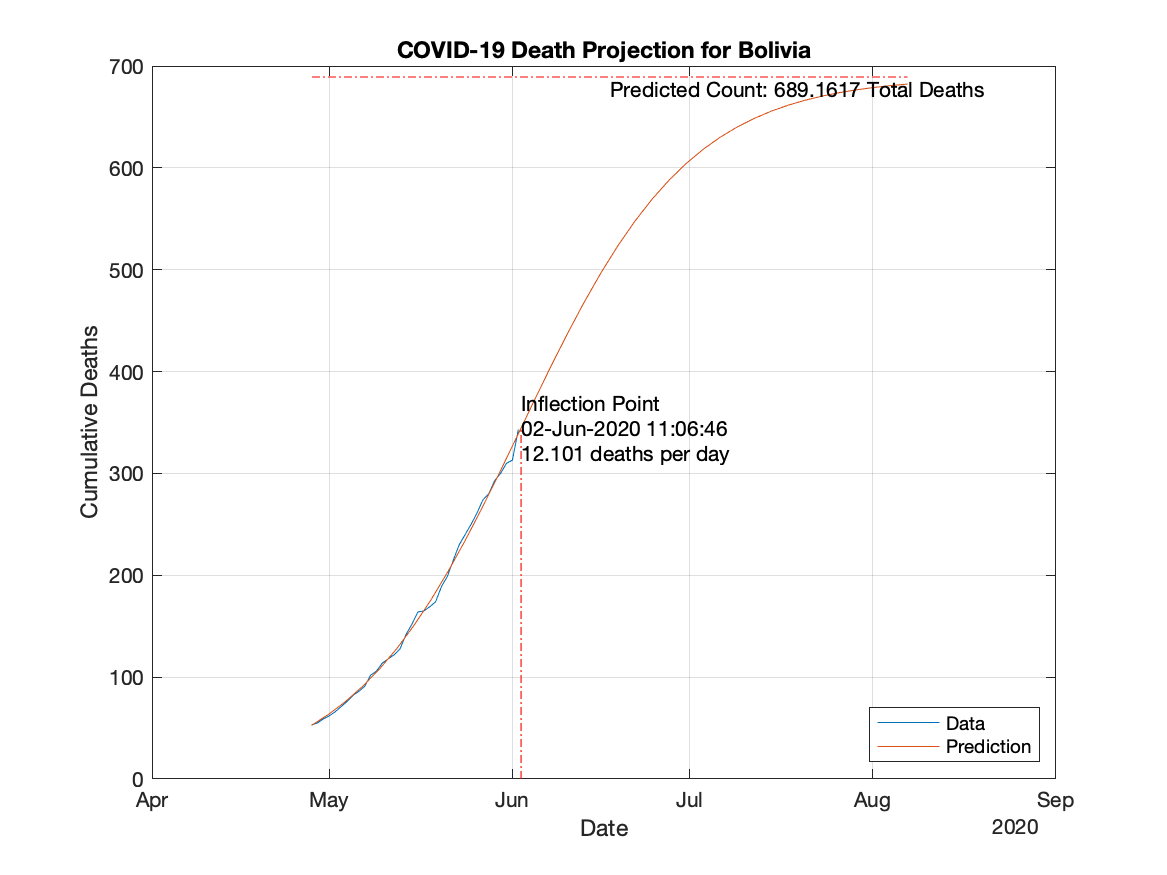 COVID-19 Death Projection for Bolivia
700
Predicted Count: 689.1617 Total Deaths
600
500
400
Inflection Point
02-Jun-2020 11:06:46
12.101 deaths per day
300
200
100
0
Cumulative Deaths
Data
Prediction
Apr May Jun Jul Aug Sep
Date
2020